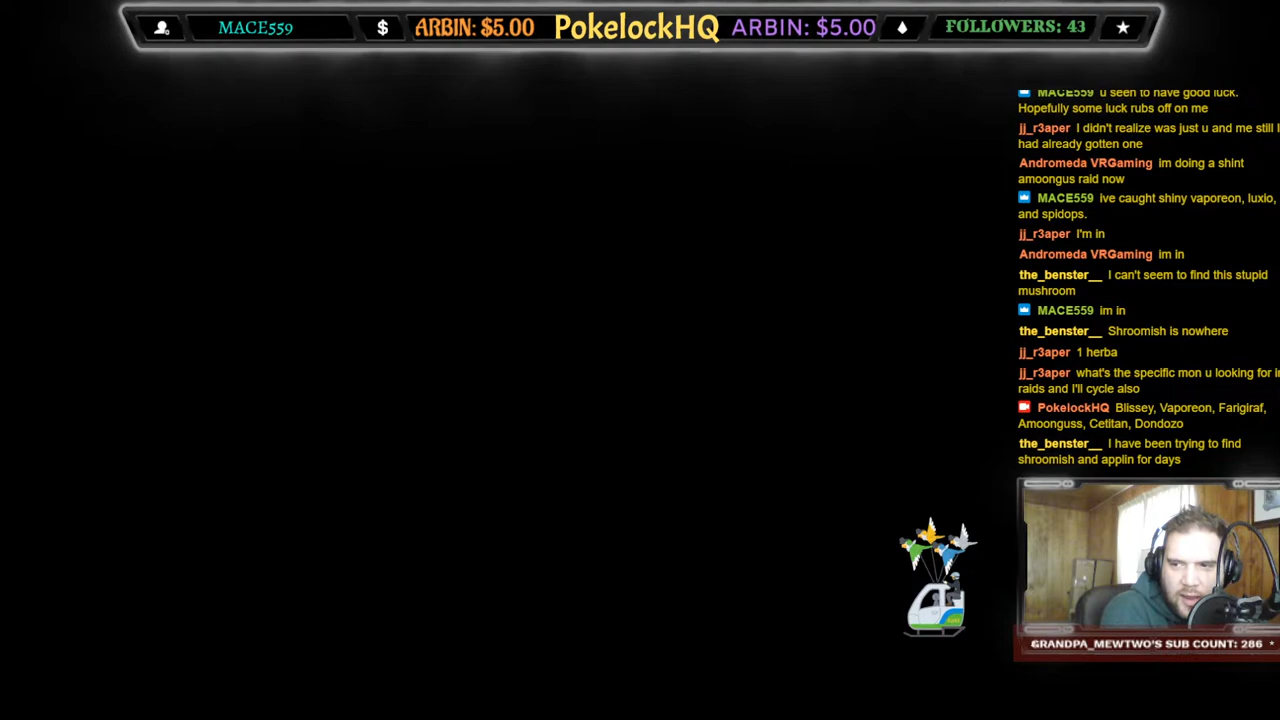 MACE559 $ ARBIN: $5.00 PokelockHQ ARBIN: $5.00 FOLLOWERS: 43
MACE559 u seen to have good luck.
Hopefully some luck rubs off on me
jj_r3aper I didn't realize was just u and me still I
had already gotten one
Andromeda VRGaming im doing a shint
amoongus raid now
MACE559 Ive caught shiny vaporeon, luxio,
and spidops.
jj_r3aper I'm in
Andromeda VRGaming im in
the_benster__ I can't seem to find this stupid
mushroom
MACE559 im in
the_benster__ Shroomish is nowhere
jj_r3aper 1 herba
jj_r3aper what's the specific mon u looking for in
raids and I'll cycle also
PokelockHQ Blissey, Vaporeon, Farigiraf,
Amoonguss, Cetitan, Dondozo
the_benster__ I have been trying to find
shroomish and applin for days
GRANDPA_MEWTWO'S SUB COUNT: 286 *